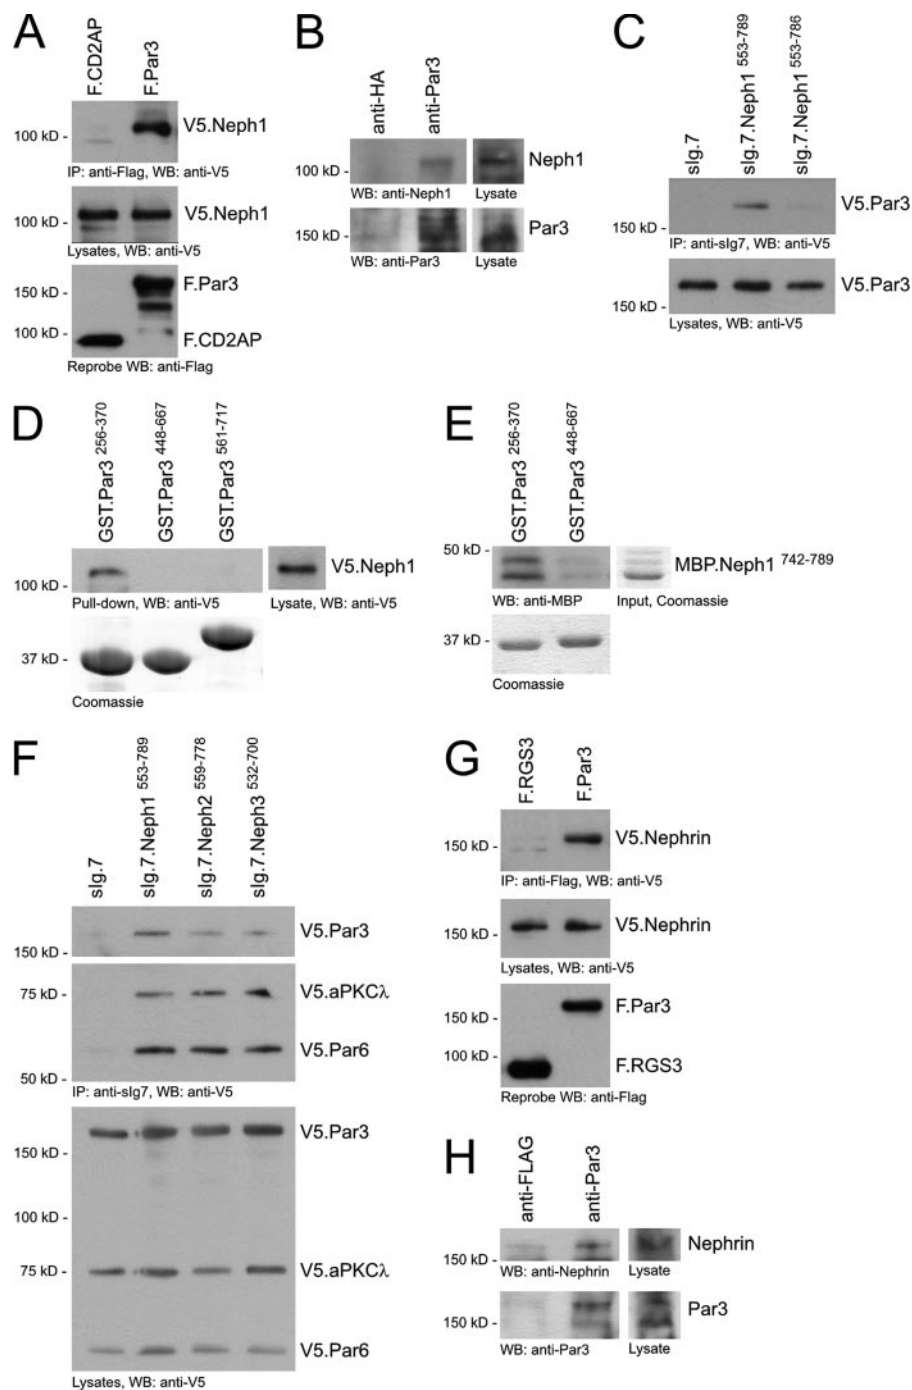 A
F.CD2AP
F.Par3
100 kD -
V5.Neph1
IP: anti-Flag, WB: anti-V5
100 kD -
V5.Neph1
Lysates, WB: anti-V5
150 kD -
F.Par3
100 kD -
F.CD2AP
Reprobe WB: anti-Flag
B
anti-HA
anti-Par3
100 kD -
Neph1
WB: anti-Neph1
Lysate
150 kD -
Par3
WB: anti-Par3
Lysate
C
sIg.7
sIg.7.Neph1 553-789
sIg.7.Neph1 553-786
150 kD -
V5.Par3
IP: anti-sIg7, WB: anti-V5
150 kD -
V5.Par3
Lysates, WB: anti-V5
D
GST.Par3 256-370
GST.Par3 448-667
GST.Par3 561-717
100 kD -
V5.Neph1
Pull-down, WB: anti-V5
Lysate, WB: anti-V5
37 kD -
Coomassie
E
GST.Par3 256-370
GST.Par3 448-667
50 kD -
MBP.Neph1 742-789
WB: anti-MBP
Input, Coomassie
37 kD -
Coomassie
F
sIg.7
sIg.7.Neph1 553-789
sIg.7.Neph2 559-778
sIg.7.Neph3 532-700
150 kD -
V5.Par3
75 kD -
V5.aPKCλ
V5.Par6
50 kD -
IP: anti-sIg7, WB: anti-V5
V5.Par3
150 kD -
100 kD -
75 kD -
V5.aPKCλ
V5.Par6
Lysates, WB: anti-V5
G
F.RGS3
F.Par3
150 kD -
V5.Nephrin
IP: anti-Flag, WB: anti-V5
150 kD -
V5.Nephrin
Lysates, WB: anti-V5
150 kD -
F.Par3
100 kD -
F.RGS3
Reprobe WB: anti-Flag
H
anti-FLAG
anti-Par3
150 kD -
Nephrin
WB: anti-Nephrin
Lysate
150 kD -
Par3
WB: anti-Par3
Lysate